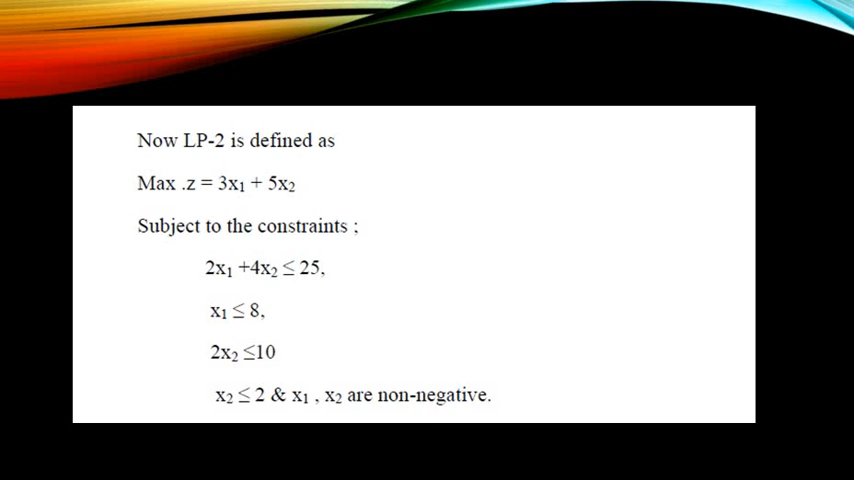 Now LP-2 is defined as
Max .z = 3x₁ + 5x₂
Subject to the constraints ;
2x₁ +4x₂ ≤ 25,
x₁ ≤ 8,
2x₂ ≤10
x₂ ≤ 2 & x₁ , x₂ are non-negative.